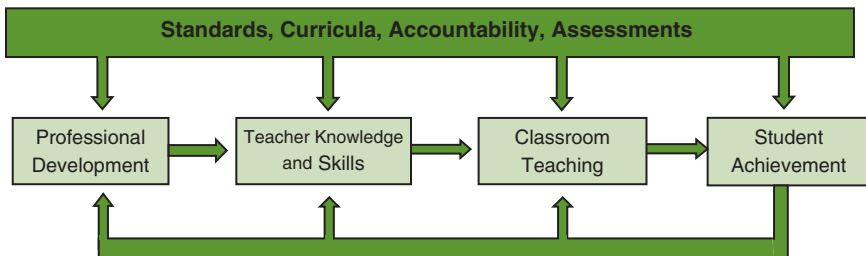 Standards, Curricula, Accountability, Assessments
Professional
Development
Teacher Knowledge
and Skills
Classroom
Teaching
Student
Achievement